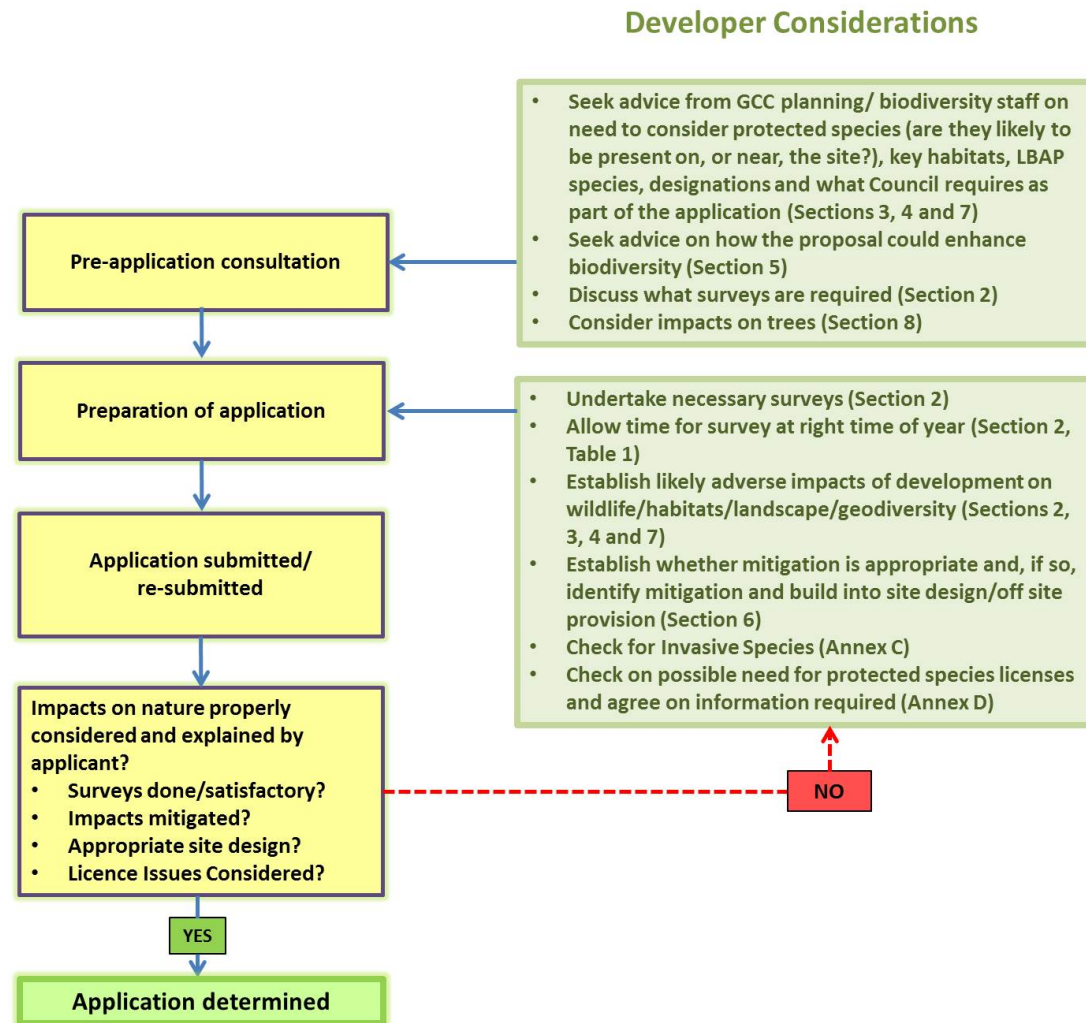 Developer Considerations
• Seek advice from GCC planning/ biodiversity staff on
need to consider protected species (are they likely to
be present on, or near, the site?), key habitats, LBAP
species, designations and what Council requires as
part of the application (Sections 3, 4 and 7)
• Seek advice on how the proposal could enhance
biodiversity (Section 5)
• Discuss what surveys are required (Section 2)
• Consider impacts on trees (Section 8)
Pre-application consultation
• Undertake necessary surveys (Section 2)
• Allow time for survey at right time of year (Section 2,
Table 1)
• Establish likely adverse impacts of development on
wildlife/habitats/landscape/geodiversity (Sections 2,
3, 4 and 7)
• Establish whether mitigation is appropriate and, if so,
identify mitigation and build into site design/off site
provision (Section 6)
• Check for Invasive Species (Annex C)
• Check on possible need for protected species licenses
and agree on information required (Annex D)
Preparation of application
Application submitted/
re-submitted
Impacts on nature properly
considered and explained by
applicant?
• Surveys done/satisfactory?
• Impacts mitigated?
• Appropriate site design?
• Licence Issues Considered?
NO
YES
Application determined